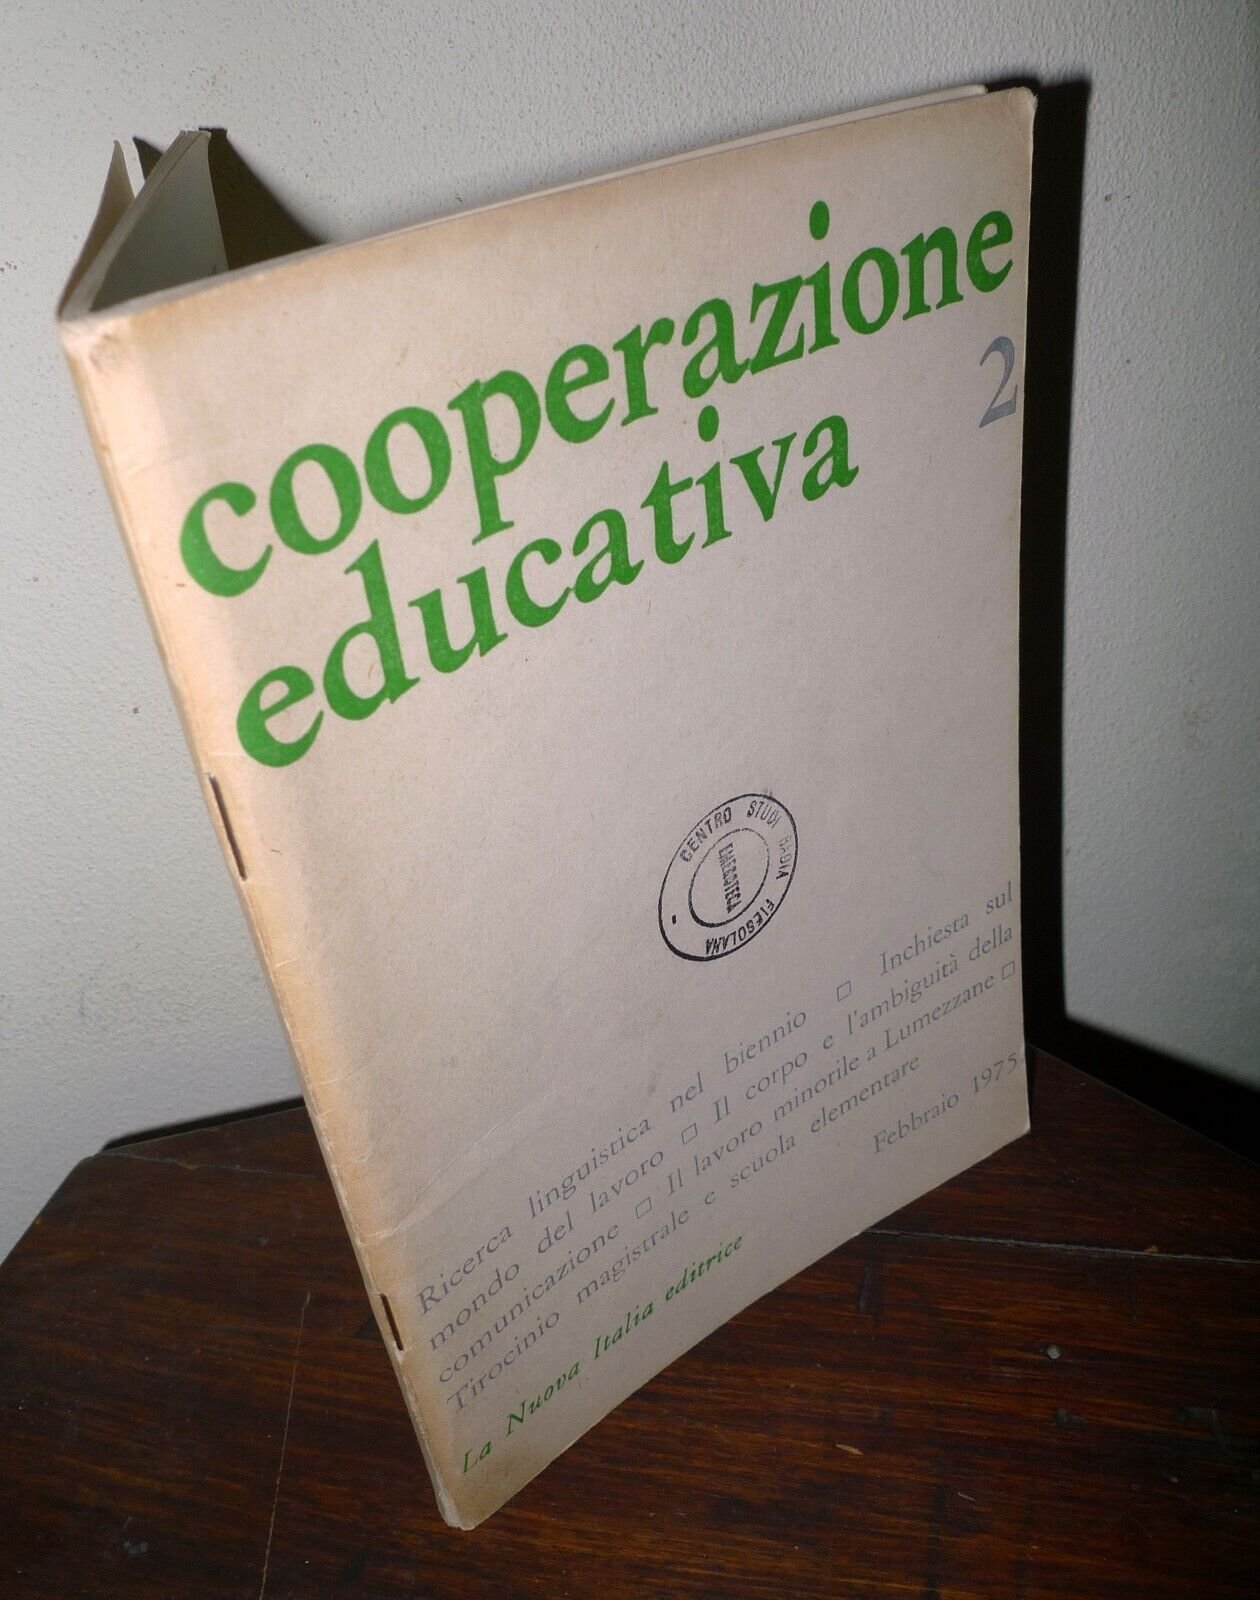 cooperazione
educativa
2
CENTRO STUDI BADIA FIESOLANA -
EMEROTECA
Ricerca linguistica nel biennio □ Inchiesta sul
mondo del lavoro □ Il corpo e l'ambiguità della
comunicazione □ Il lavoro minorile a Lumezzane □
Tirocinio magistrale e scuola elementare
Febbraio 1975
La Nuova Italia editrice